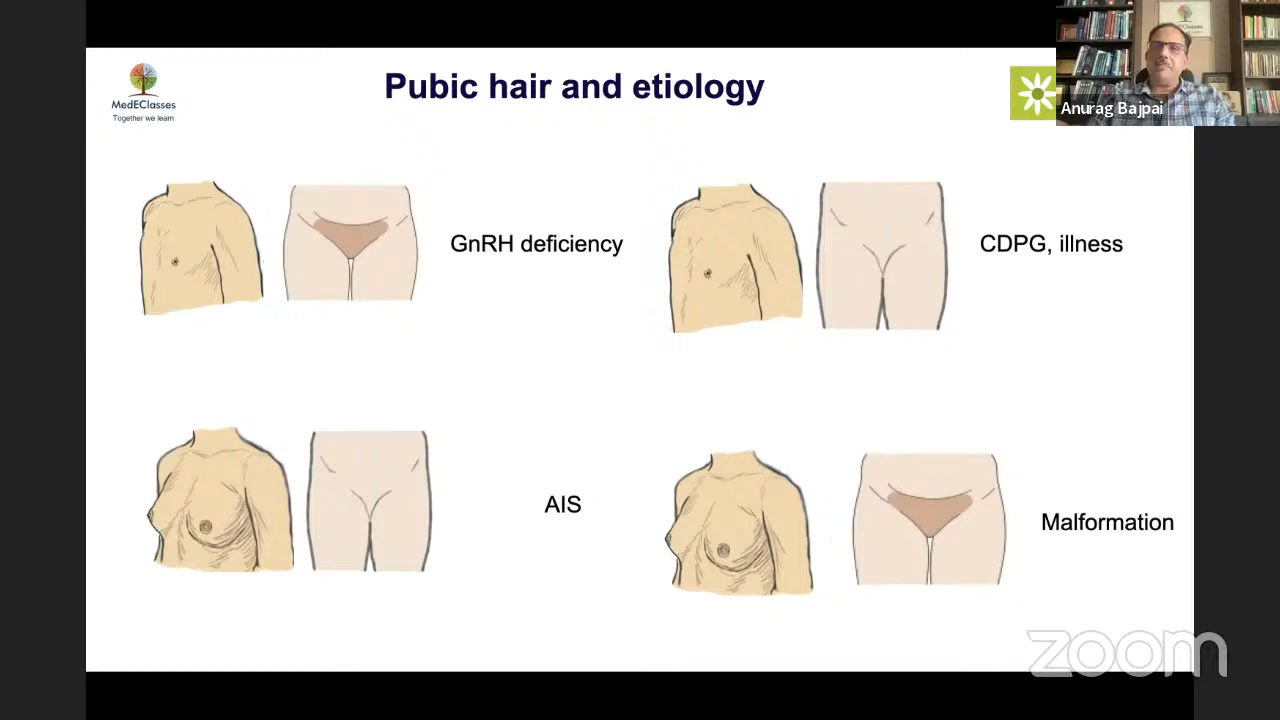 MedEClasses
Together we learn
Pubic hair and etiology
Anurag Bajpai
GnRH deficiency
CDPG, illness
AIS
Malformation
zoom